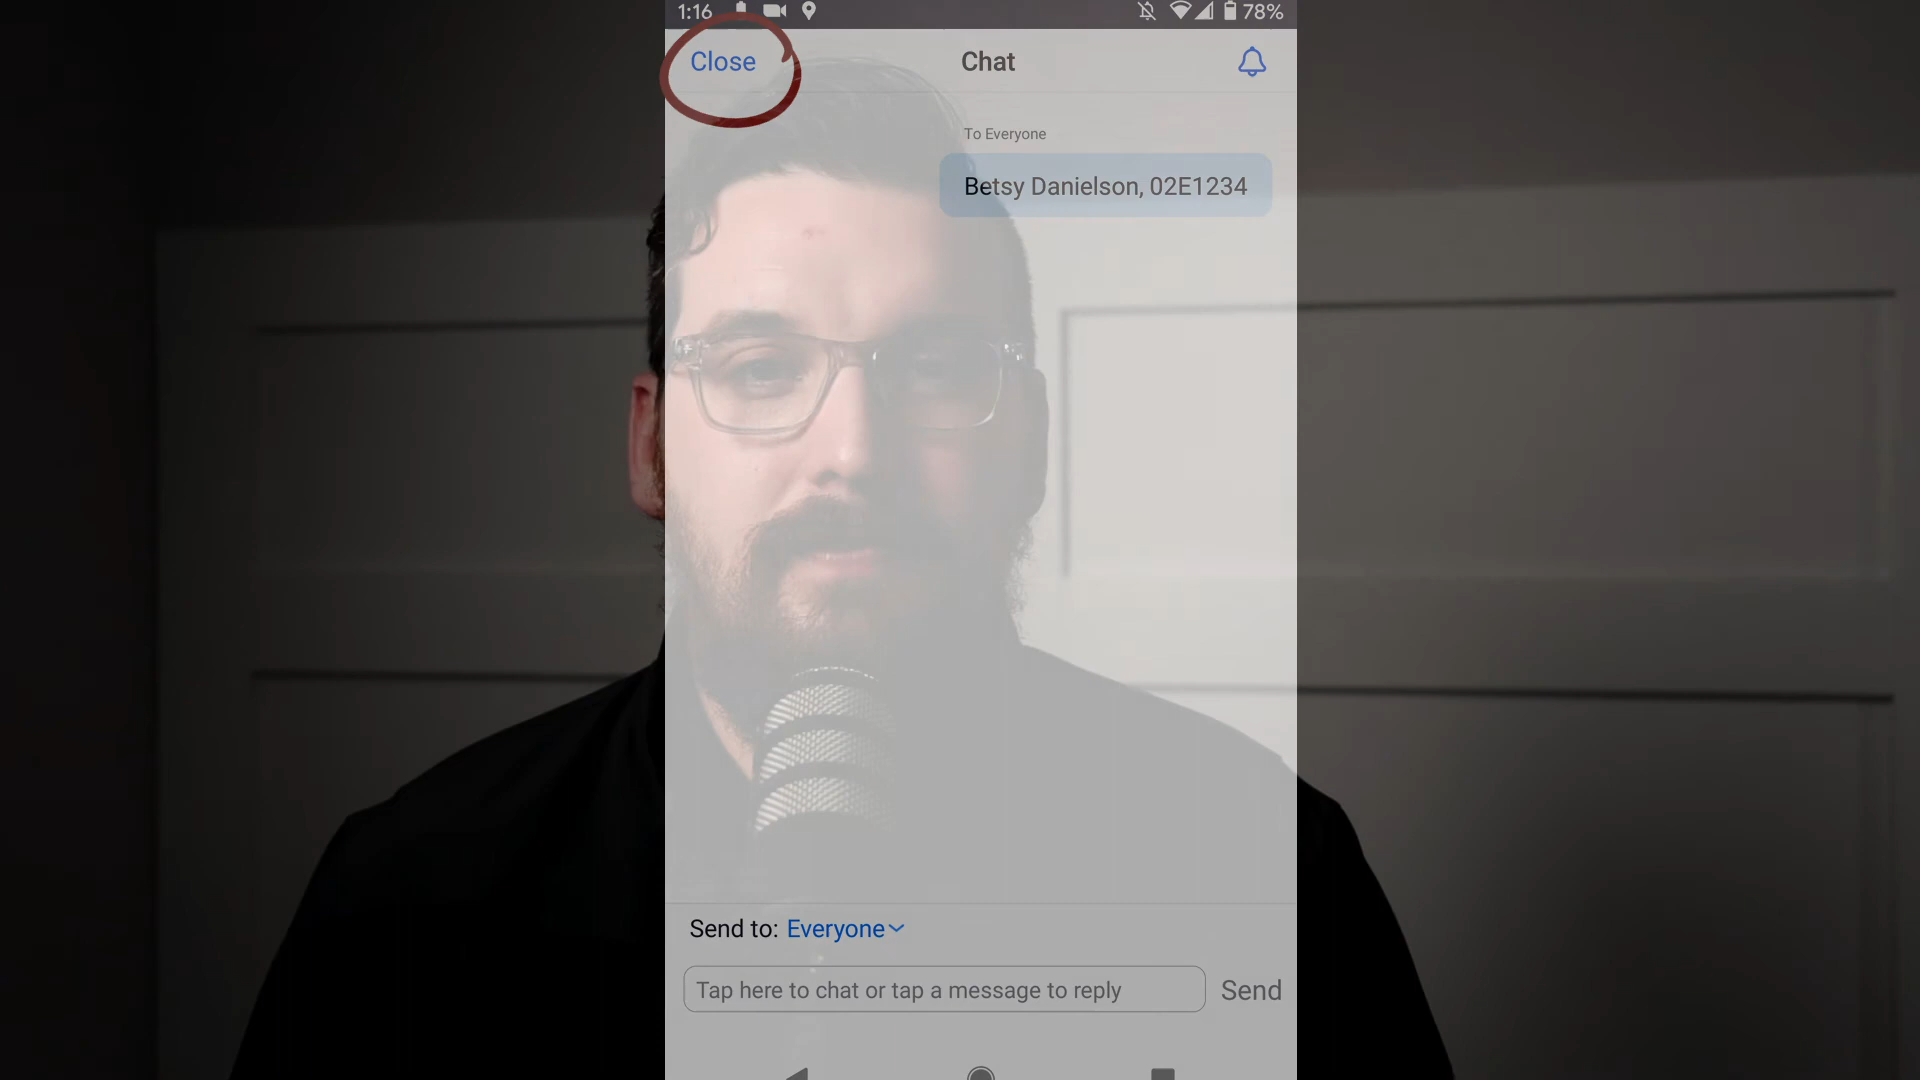 1:16
78%
Close
Chat
To Everyone
Betsy Danielson, 02E1234
Send to: Everyone
Tap here to chat or tap a message to reply
Send